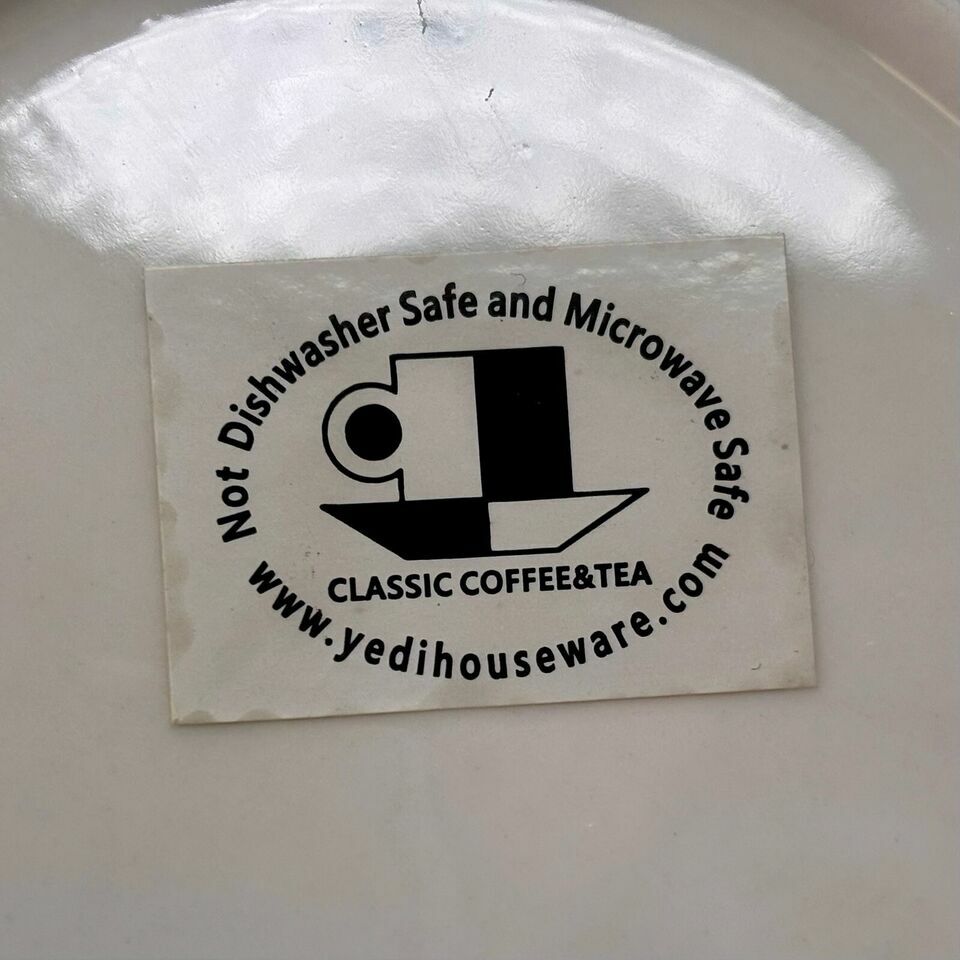 Not Dishwasher Safe and Microwave Safe
CLASSIC COFFEE&TEA
www.yedihouseware.com